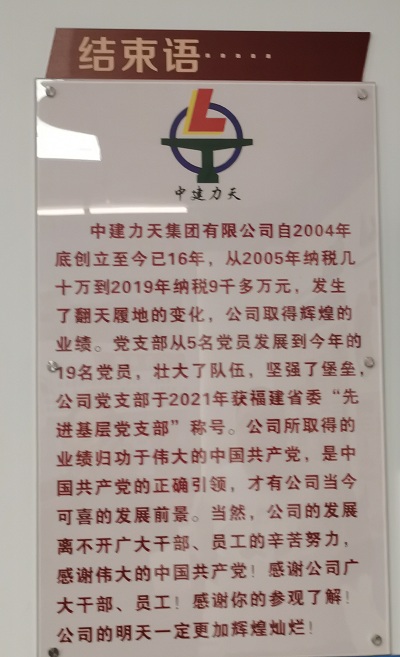 结束语·····
中建力天
中建力天集团有限公司自2004年
底创立至今已16年，从2005年纳税几
十万到2019年纳税9千多万元，发生
了翻天履地的变化，公司取得辉煌的
业绩。党支部从5名党员发展到今年的
19名党员，壮大了队伍，坚强了堡垒，
公司党支部于2021年获福建省委“先
进基层党支部”称号。公司所取得的
业绩归功于伟大的中国共产党，是中
国共产党的正确引领，才有公司当今
可喜的发展前景。当然，公司的发展
离不开广大干部、员工的辛苦努力，
感谢伟大的中国共产党！感谢公司广
大干部、员工！感谢你的参观了解！
公司的明天一定更加辉煌灿烂！